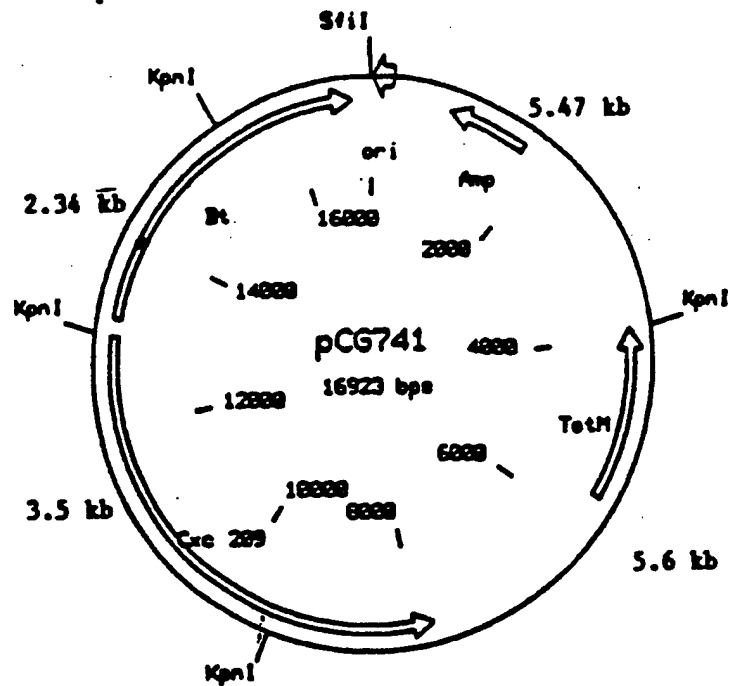 SfiI
KpnI
5.47 kb
ori
Amp
2.34 kb
Bt
16000
2000
14000
KpnI
KpnI
pCG741
4000
16923 bps
12000
TetM
6000
10000
8000
3.5 kb
Cxc 209
5.6 kb
KpnI